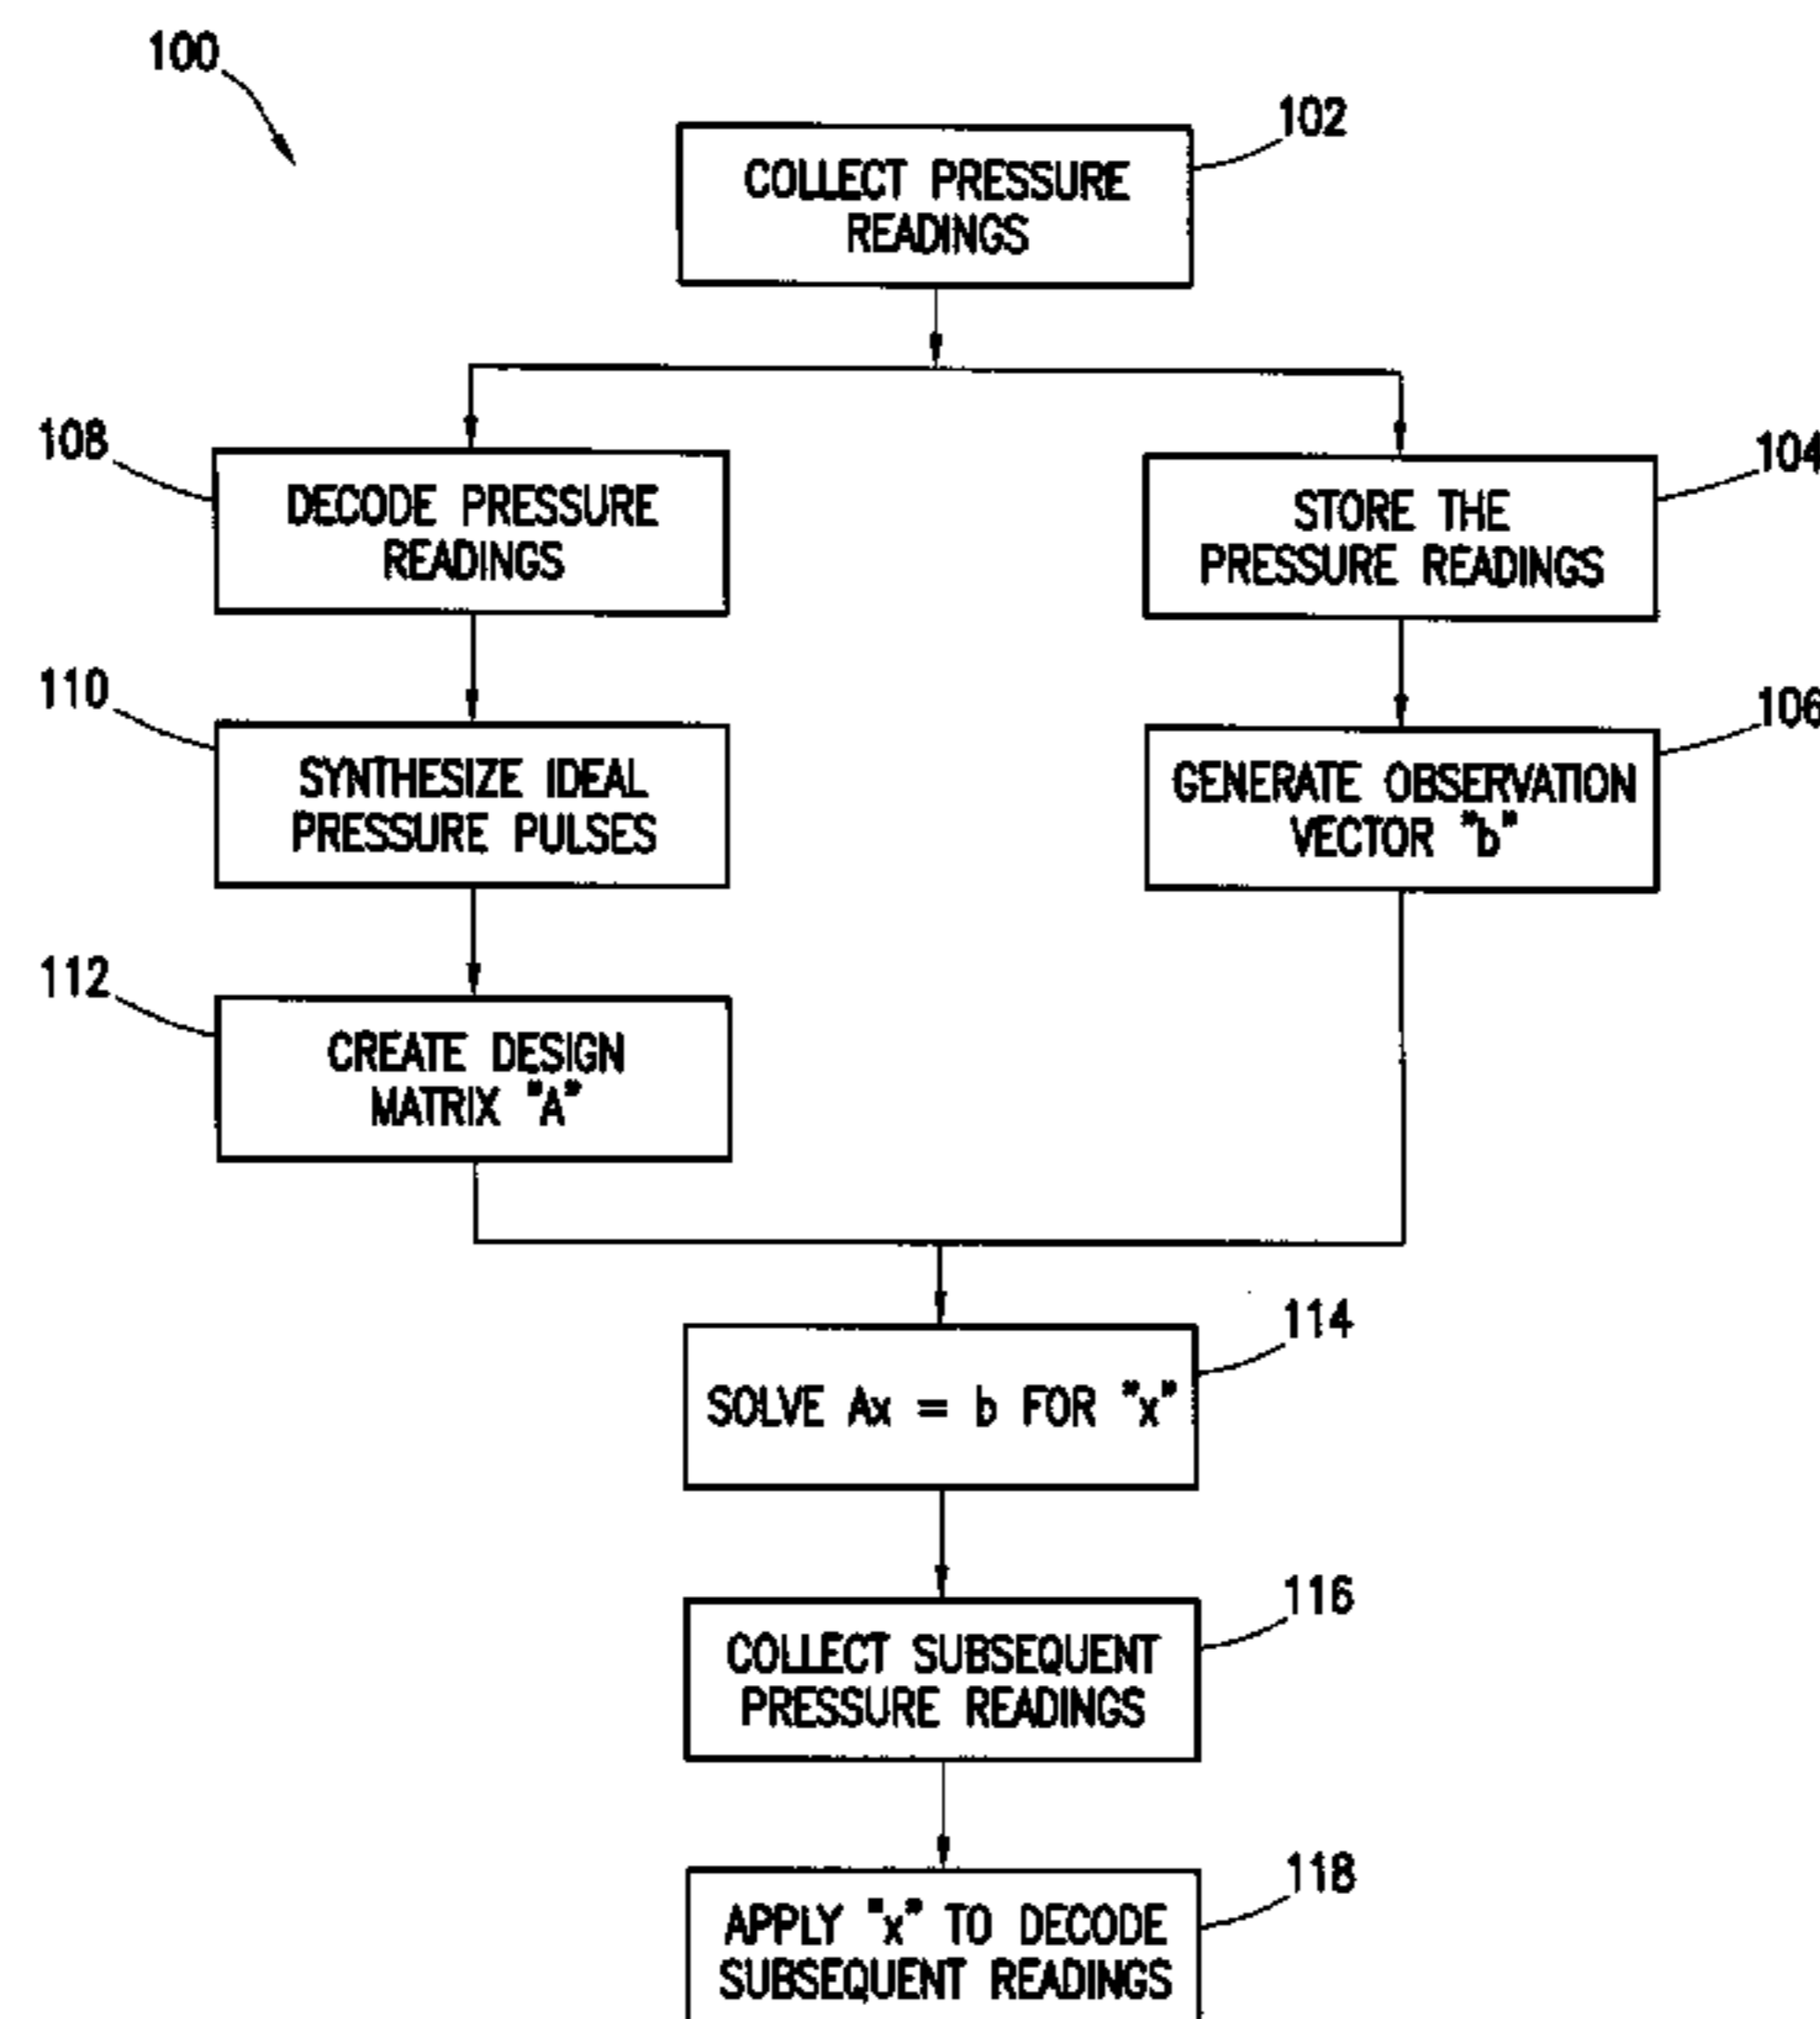 100
102
COLLECT PRESSURE
READINGS
108
DECODE PRESSURE
READINGS
104
STORE THE
PRESSURE READINGS
110
SYNTHESIZE IDEAL
PRESSURE PULSES
106
GENERATE OBSERVATION
VECTOR "b"
112
CREATE DESIGN
MATRIX "A"
114
SOLVE Ax = b FOR "x"
116
COLLECT SUBSEQUENT
PRESSURE READINGS
118
APPLY "x" TO DECODE
SUBSEQUENT READINGS